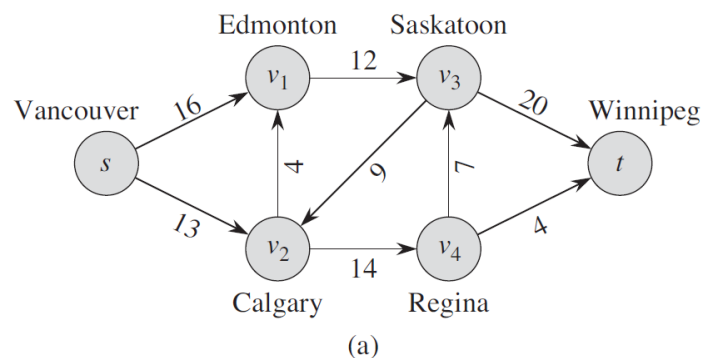 Edmonton
Saskatoon
12
v1
v3
Vancouver
16
20
Winnipeg
s
4
9
7
t
13
4
v2
v4
14
Calgary
Regina
(a)